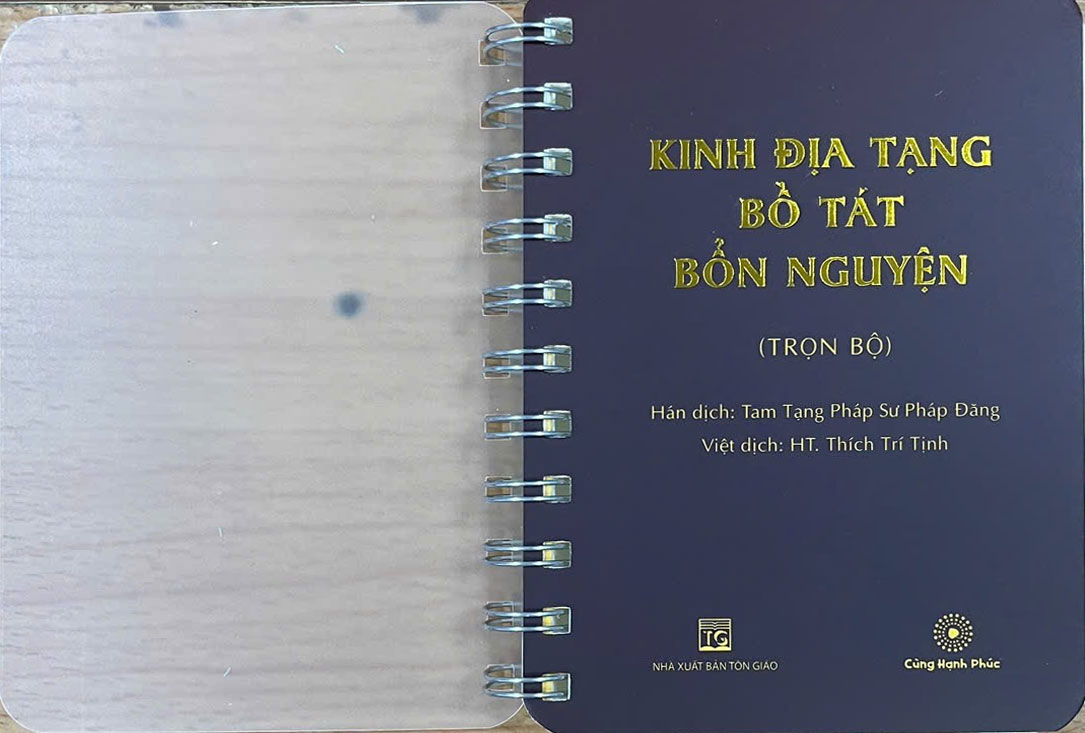 KINH ĐỊA TẠNG
BỒ TÁT
BỔN NGUYỆN
(TRỌN BỘ)
Hán dịch: Tam Tạng Pháp Sư Pháp Đăng
Việt dịch: HT. Thích Trí Tịnh
TG
NHÀ XUẤT BẢN TÔN GIÁO
Cùng Hạnh Phúc